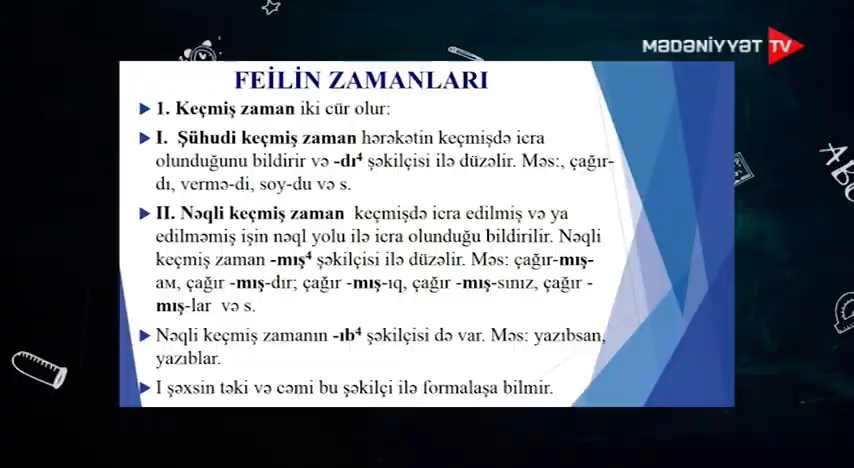 MƏDƏNİYYƏT TV
FEİLİN ZAMANLARI
1. Keçmiş zaman iki cür olur:
I. Şühudi keçmiş zaman hərəkətin keçmişdə icra
olunduğunu bildirir və -dı⁴ şəkilçisi ilə düzəlir. Məs:, çağır-
dı, vermə-di, soy-du və s.
II. Nəqli keçmiş zaman keçmişdə icra edilmiş və ya
edilməmiş işin nəql yolu ilə icra olunduğu bildirilir. Nəqli
keçmiş zaman -mış⁴ şəkilçisi ilə düzəlir. Məs: çağır-mış-
ам, çağır -mış-dır; çağır -mış-ıq, çağır -mış-sınız, çağır -
mış-lar və s.
Nəqli keçmiş zamanın -ıb⁴ şəkilçisi də var. Məs: yazıbsan,
yazıblar.
I şəxsin təki və cəmi bu şəkilçi ilə formalaşa bilmir.
ABC